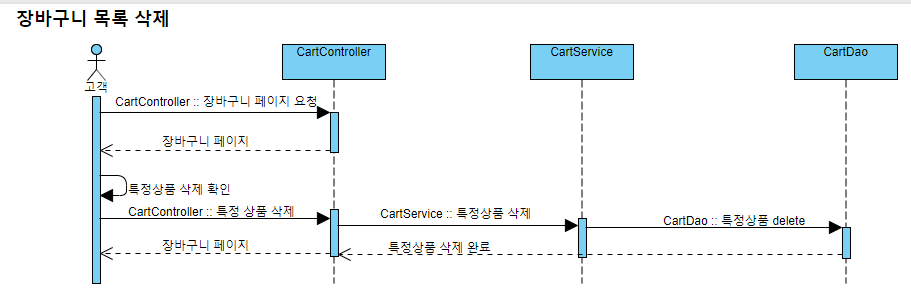 장바구니 목록 삭제
CartController
CartService
CartDao
고객
CartController :: 장바구니 페이지 요청
장바구니 페이지
특정상품 삭제 확인
CartController :: 특정 상품 삭제
CartService :: 특정상품 삭제
CartDao :: 특정상품 delete
장바구니 페이지
특정상품 삭제 완료